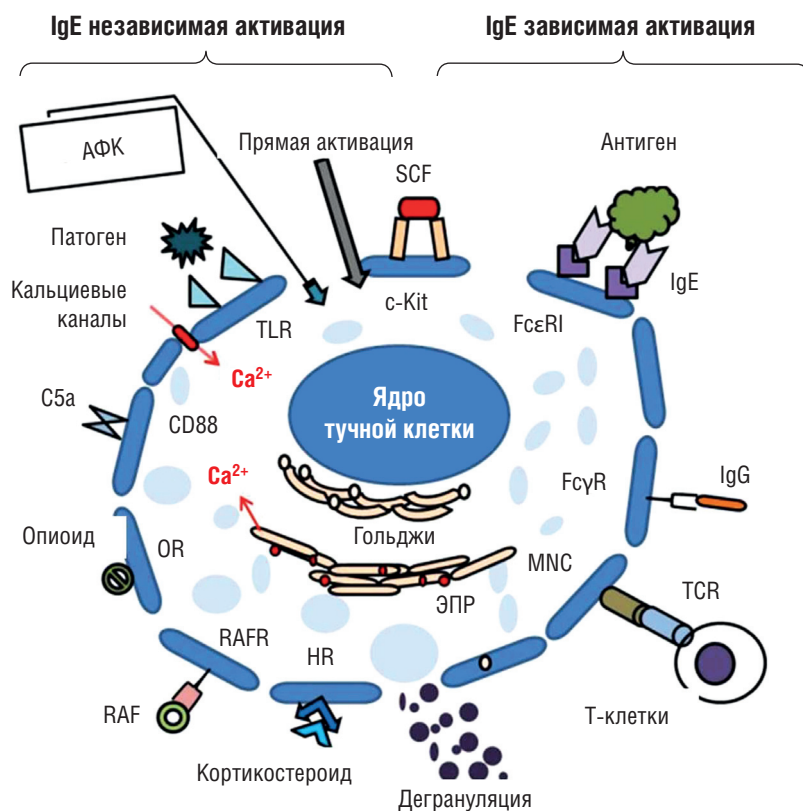 IgE независимая активация
IgE зависимая активация
АФК
Прямая активация
SCF
Антиген
Патоген
Кальциевые
каналы
TLR
c-Kit
FcεRI
IgE
Ca²⁺
C5a
CD88
Ядро
тучной клетки
Ca²⁺
FcγR
IgG
Гольджи
Опиоид
OR
ЭПР
MNC
TCR
RAFR
HR
RAF
Т-клетки
Кортикостероид
Дегрануляция